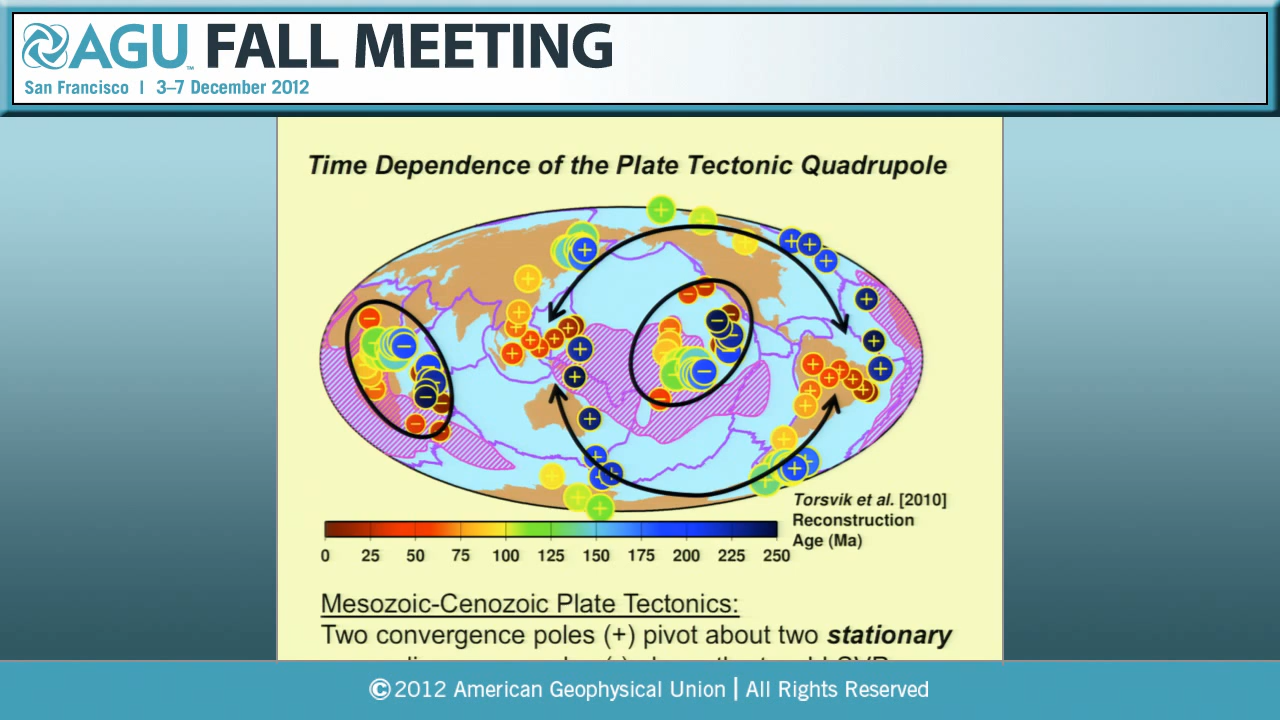 AGU™ FALL MEETING
San Francisco | 3–7 December 2012
Time Dependence of the Plate Tectonic Quadrupole
Torsvik et al. [2010]
Reconstruction
Age (Ma)
0 25 50 75 100 125 150 175 200 225 250
Mesozoic-Cenozoic Plate Tectonics:
Two convergence poles (+) pivot about two stationary
©2012 American Geophysical Union | All Rights Reserved